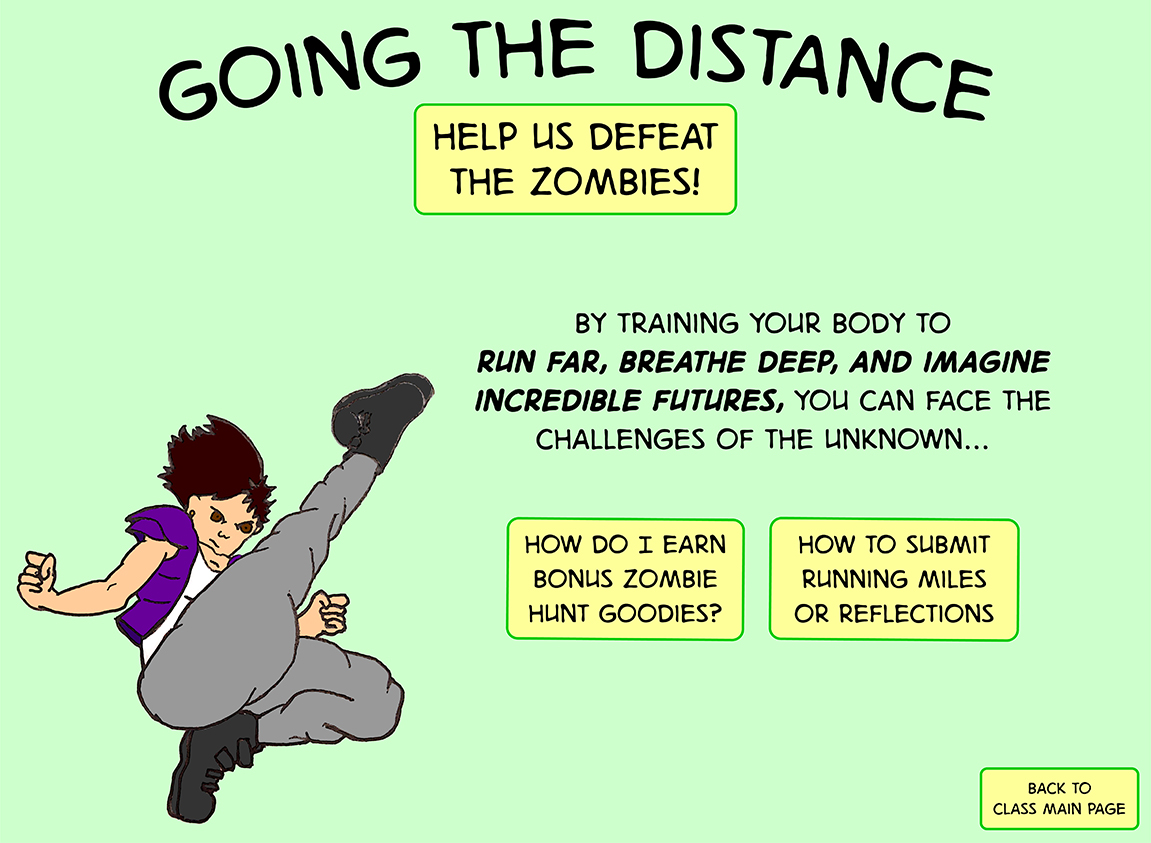 GOING THE DISTANCE
HELP US DEFEAT
THE ZOMBIES!
BY TRAINING YOUR BODY TO
RUN FAR, BREATHE DEEP, AND IMAGINE
INCREDIBLE FUTURES, YOU CAN FACE THE
CHALLENGES OF THE UNKNOWN...
HOW DO I EARN
BONUS ZOMBIE
HUNT GOODIES?
HOW TO SUBMIT
RUNNING MILES
OR REFLECTIONS
BACK TO
CLASS MAIN PAGE